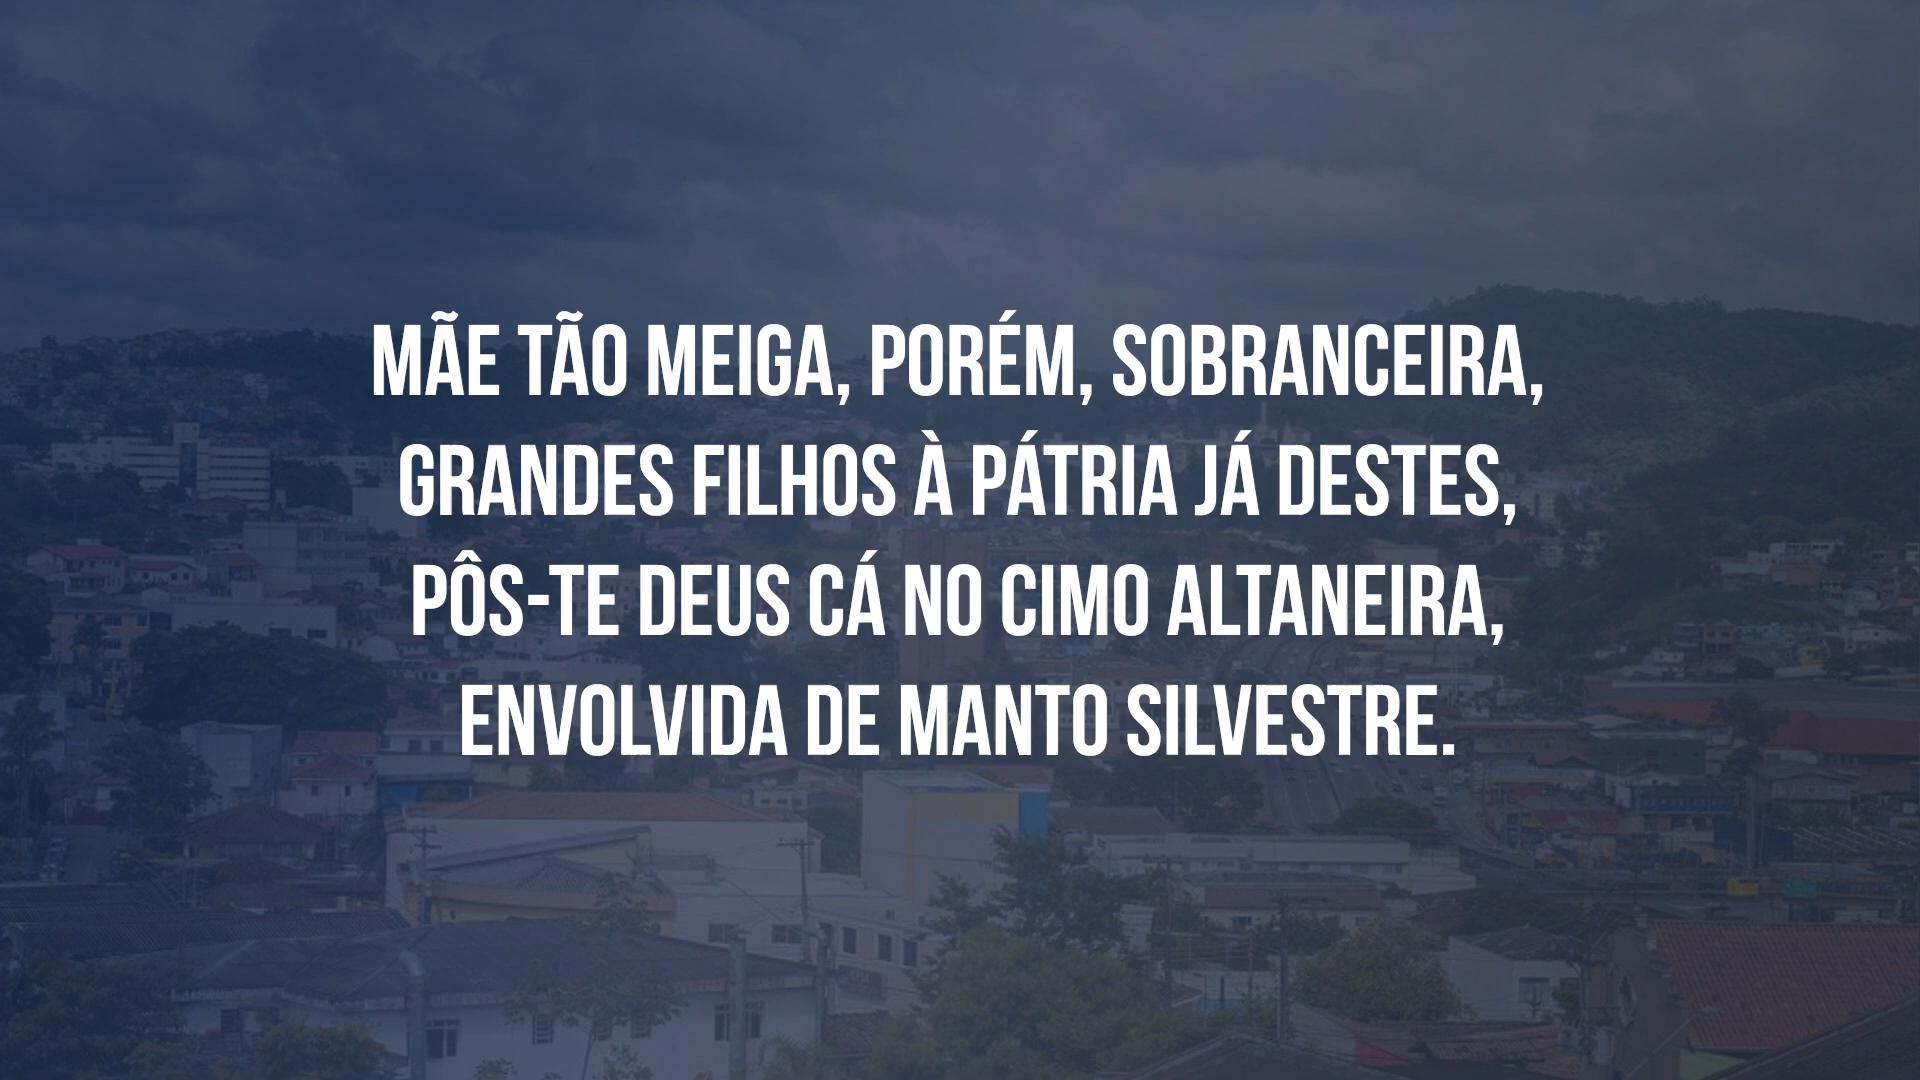 MÃE TÃO MEIGA, PORÉM, SOBRANCEIRA,
GRANDES FILHOS À PÁTRIA JÁ DESTES,
PÔS-TE DEUS CÁ NO CIMO ALTANEIRA,
ENVOLVIDA DE MANTO SILVESTRE.